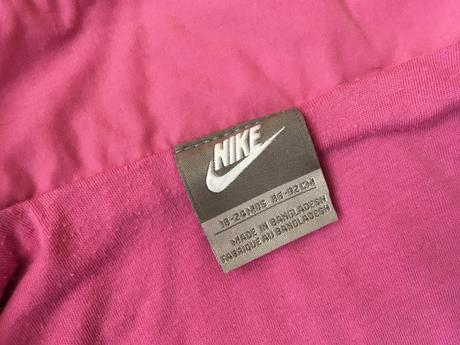 NIKE
18-24MOS 86-92CM
MADE IN BANGLADESH
FABRIQUE AU BANGLADESH